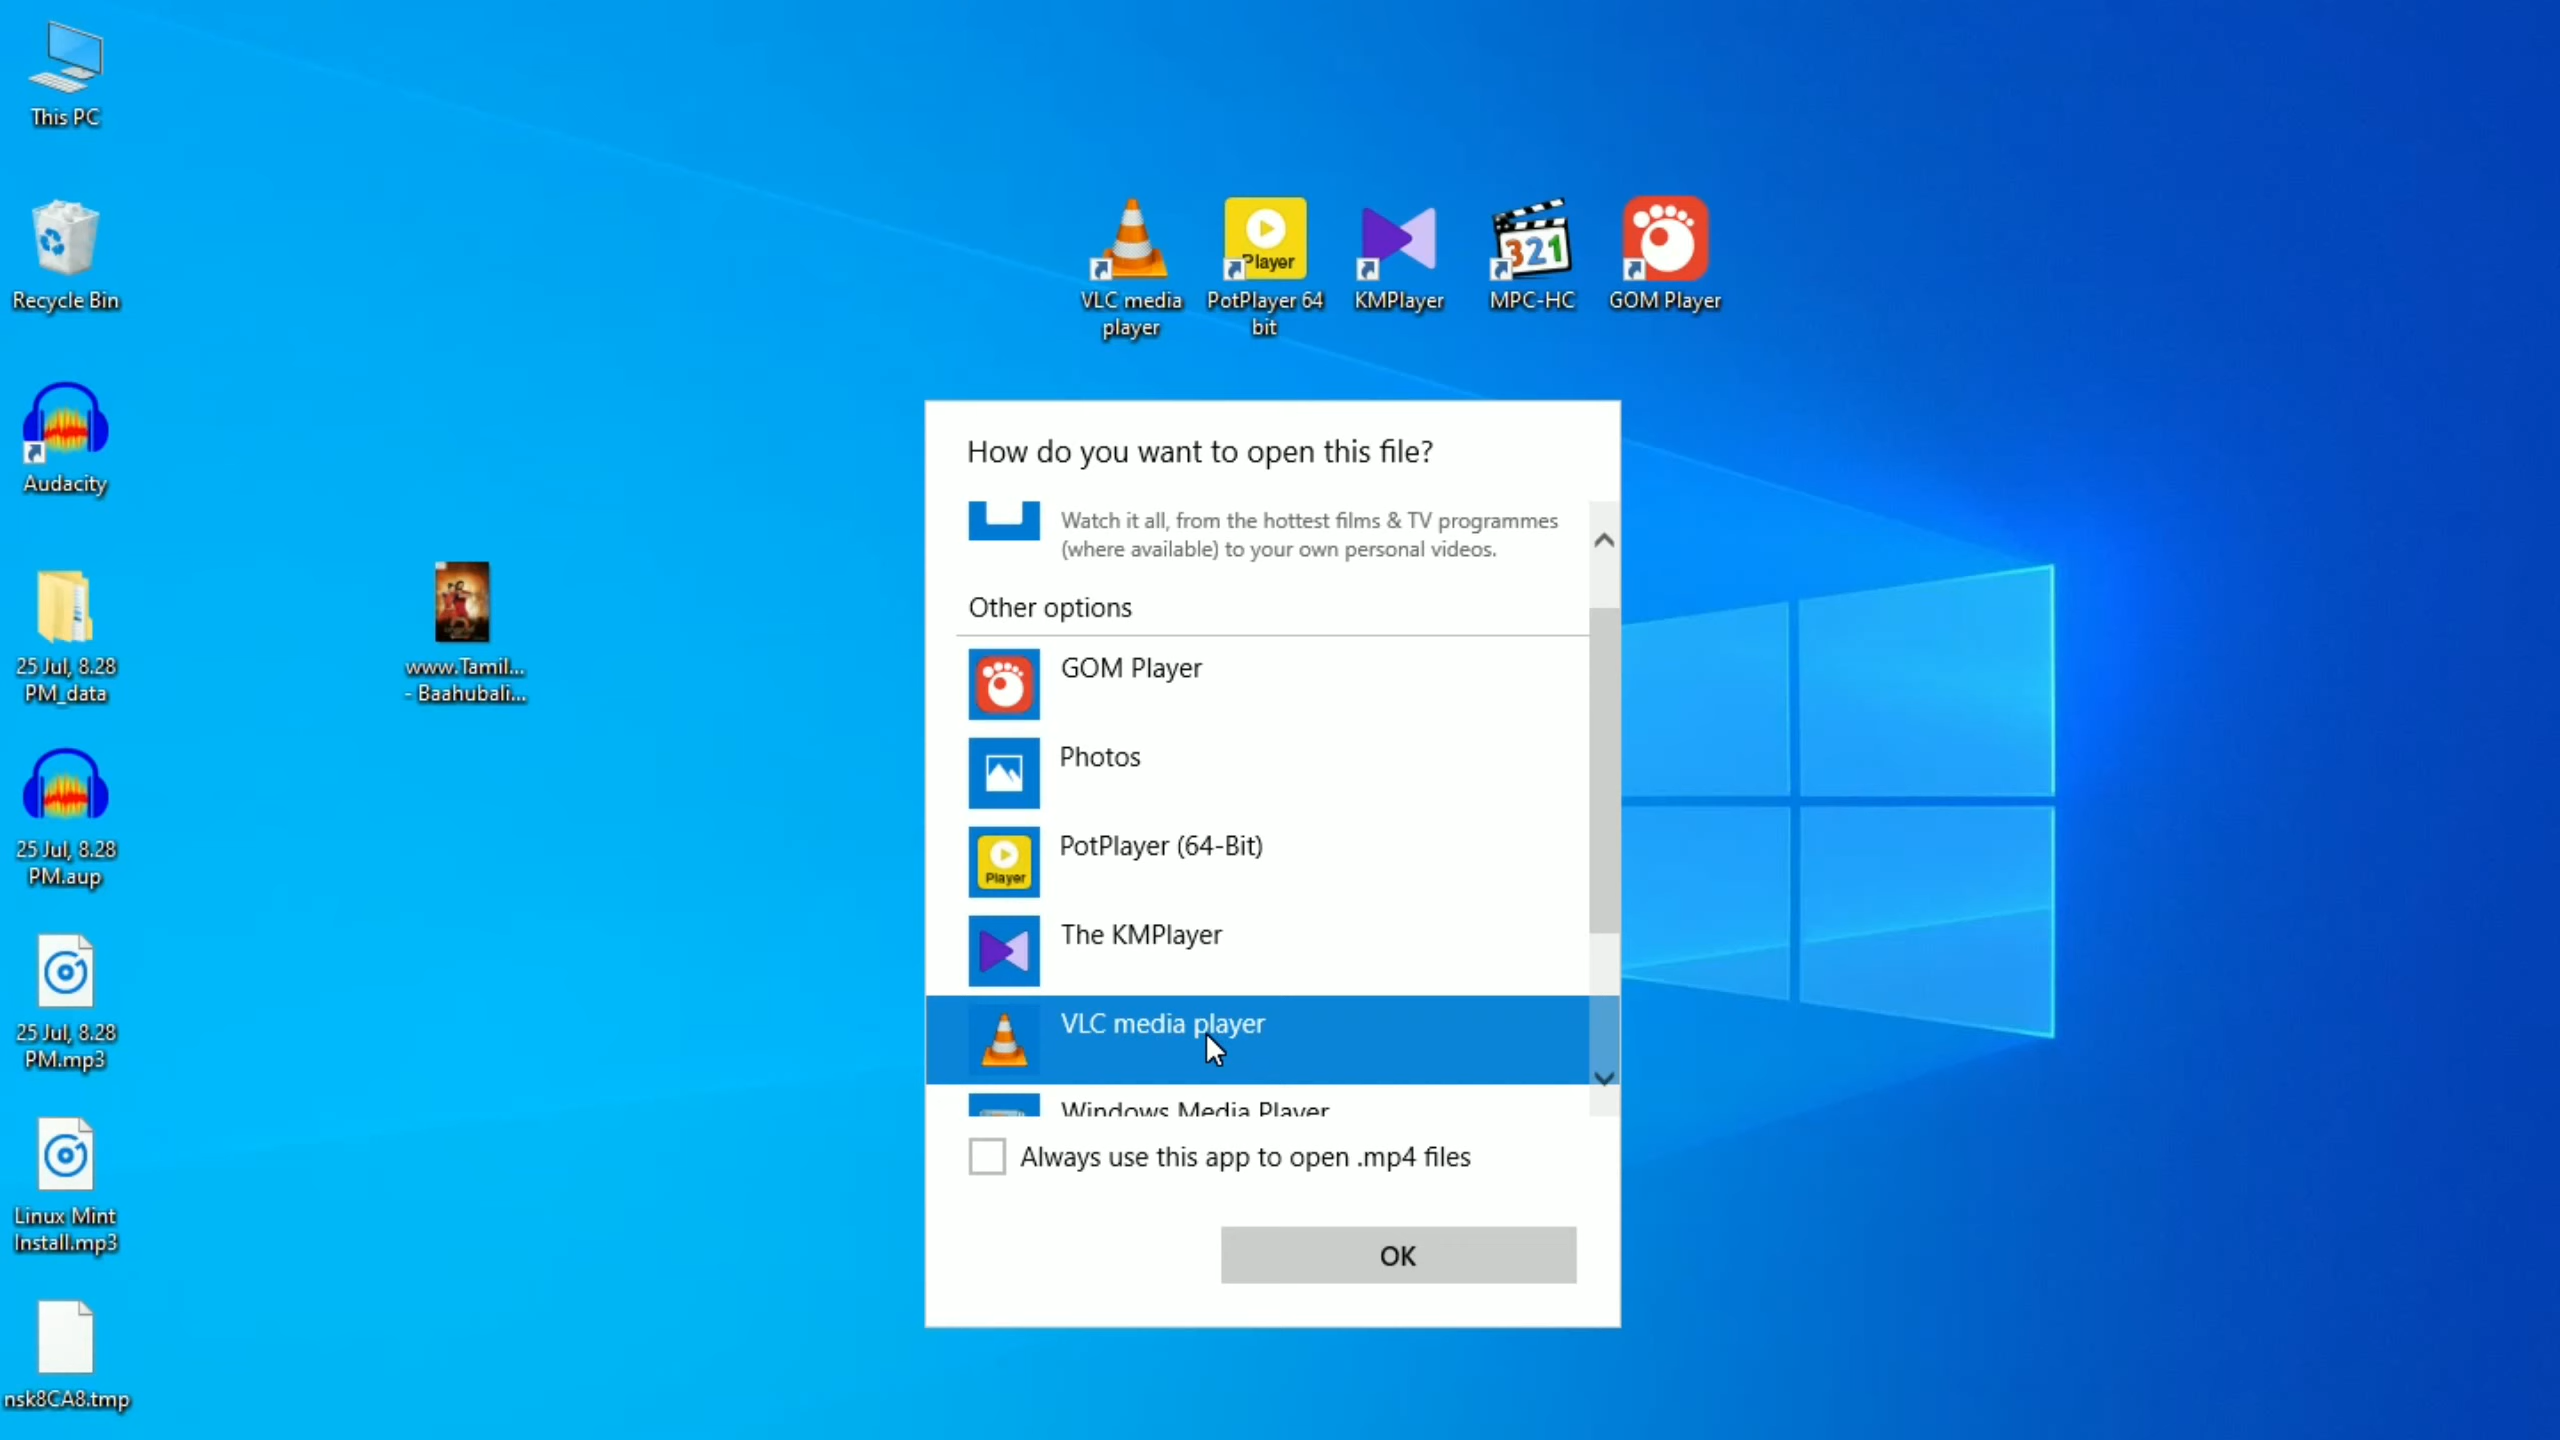 This PC
Recycle Bin
Audacity
25 Jul, 8.28
PM_data
25 Jul, 8.28
PM.aup
25 Jul, 8.28
PM.mp3
Linux Mint
Install.mp3
nsk8CA8.tmp
www.Tamil...
- Baahubali...
321
Player
VLC media
player
PotPlayer 64
bit
KMPlayer
MPC-HC
GOM Player
How do you want to open this file?
Watch it all, from the hottest films & TV programmes
(where available) to your own personal videos.
Other options
GOM Player
Photos
Player
PotPlayer (64-Bit)
The KMPlayer
VLC media player
Windows Media Player
Always use this app to open .mp4 files
OK